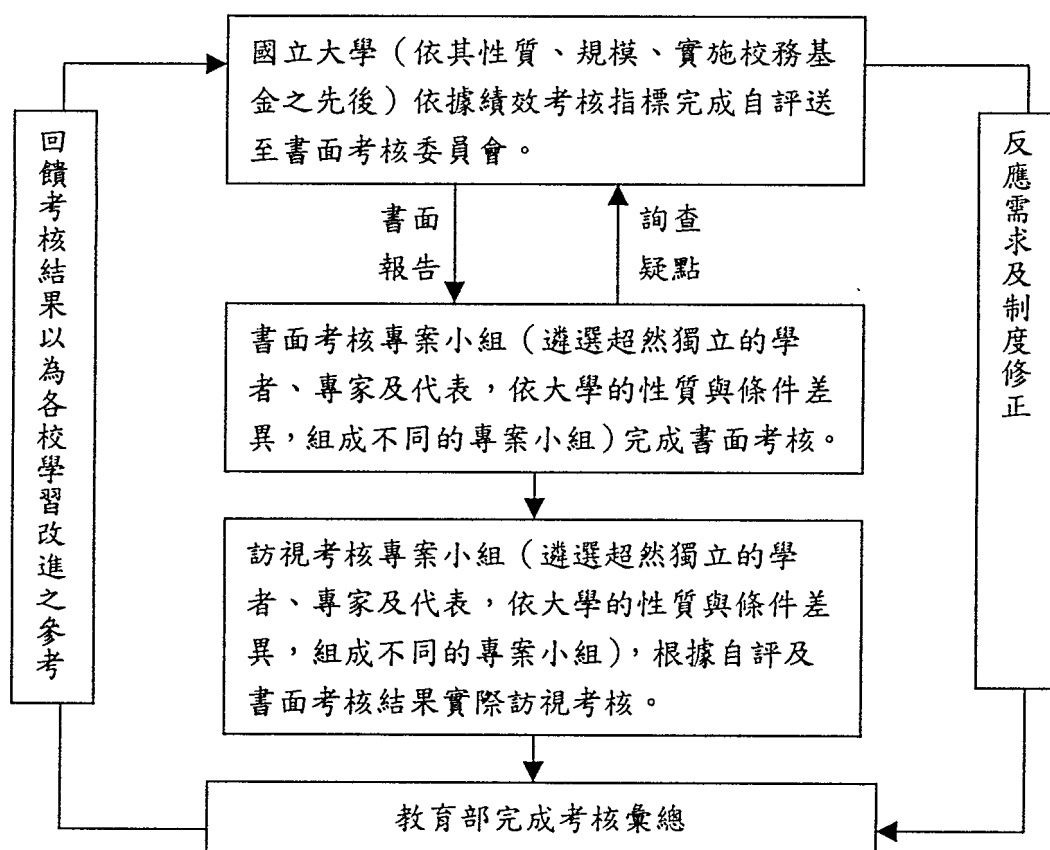 國立大學(依其性質、規模、實施校務基
金之先後)依據績效考核指標完成自評送
至書面考核委員會。
回饋考核結果以為各校學習改進之參考
反應需求及制度修正
書面
報告
詢查
疑點
書面考核專案小組(遴選超然獨立的學
者、專家及代表,依大學的性質與條件差
異,組成不同的專案小組)完成書面考核。
訪視考核專案小組(遴選超然獨立的學
者、專家及代表,依大學的性質與條件差
異,組成不同的專案小組),根據自評及
書面考核結果實際訪視考核。
教育部完成考核彙總